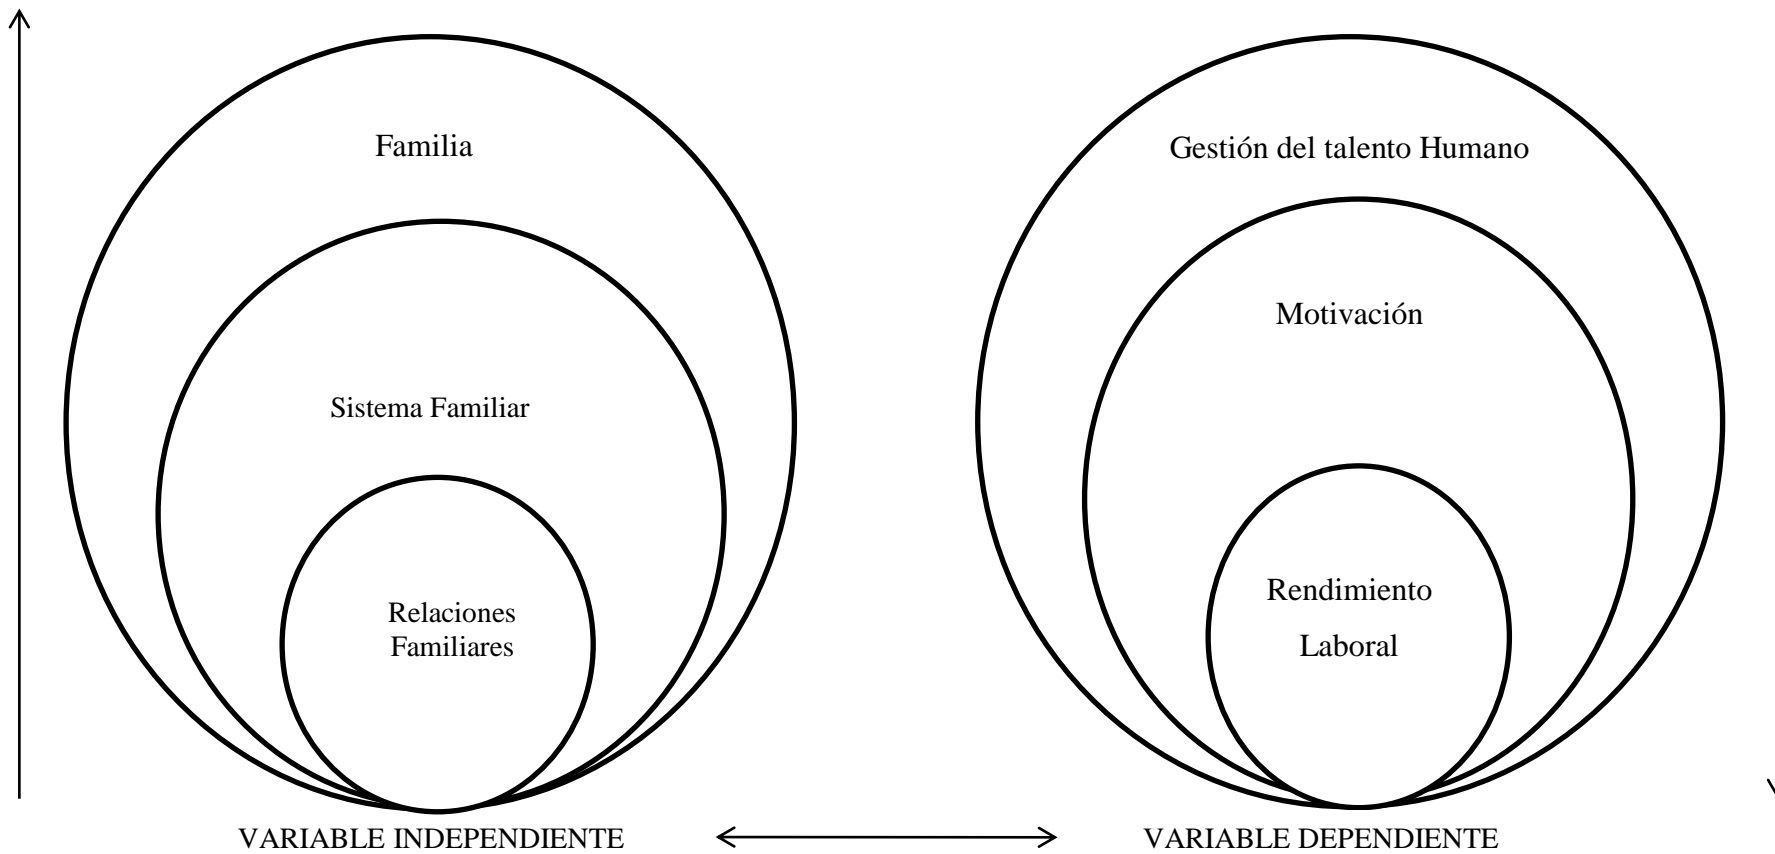 Familia
Gestión del talento Humano
Motivación
Sistema Familiar
Relaciones
Familiares
Rendimiento
Laboral
VARIABLE INDEPENDIENTE
VARIABLE DEPENDIENTE